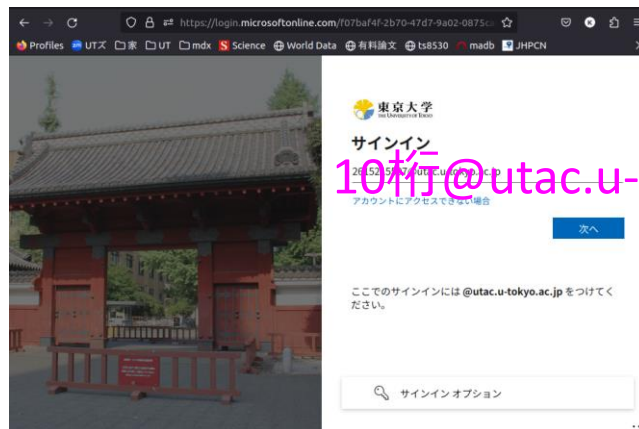 https://login.microsoftonline.com/f07baf4f-2b70-47d7-9a02-0875c
Profiles UTズ 家 UT mdx Science World Data 有料論文 ts8530 madb JHPCN
東京大学
THE UNIVERSITY OF TOKYO
サインイン
10桁@utac.u-
アカウントにアクセスできない場合
次へ
ここでのサインインには @utac.u-tokyo.ac.jp をつけてく
ださい。
サインイン オプション